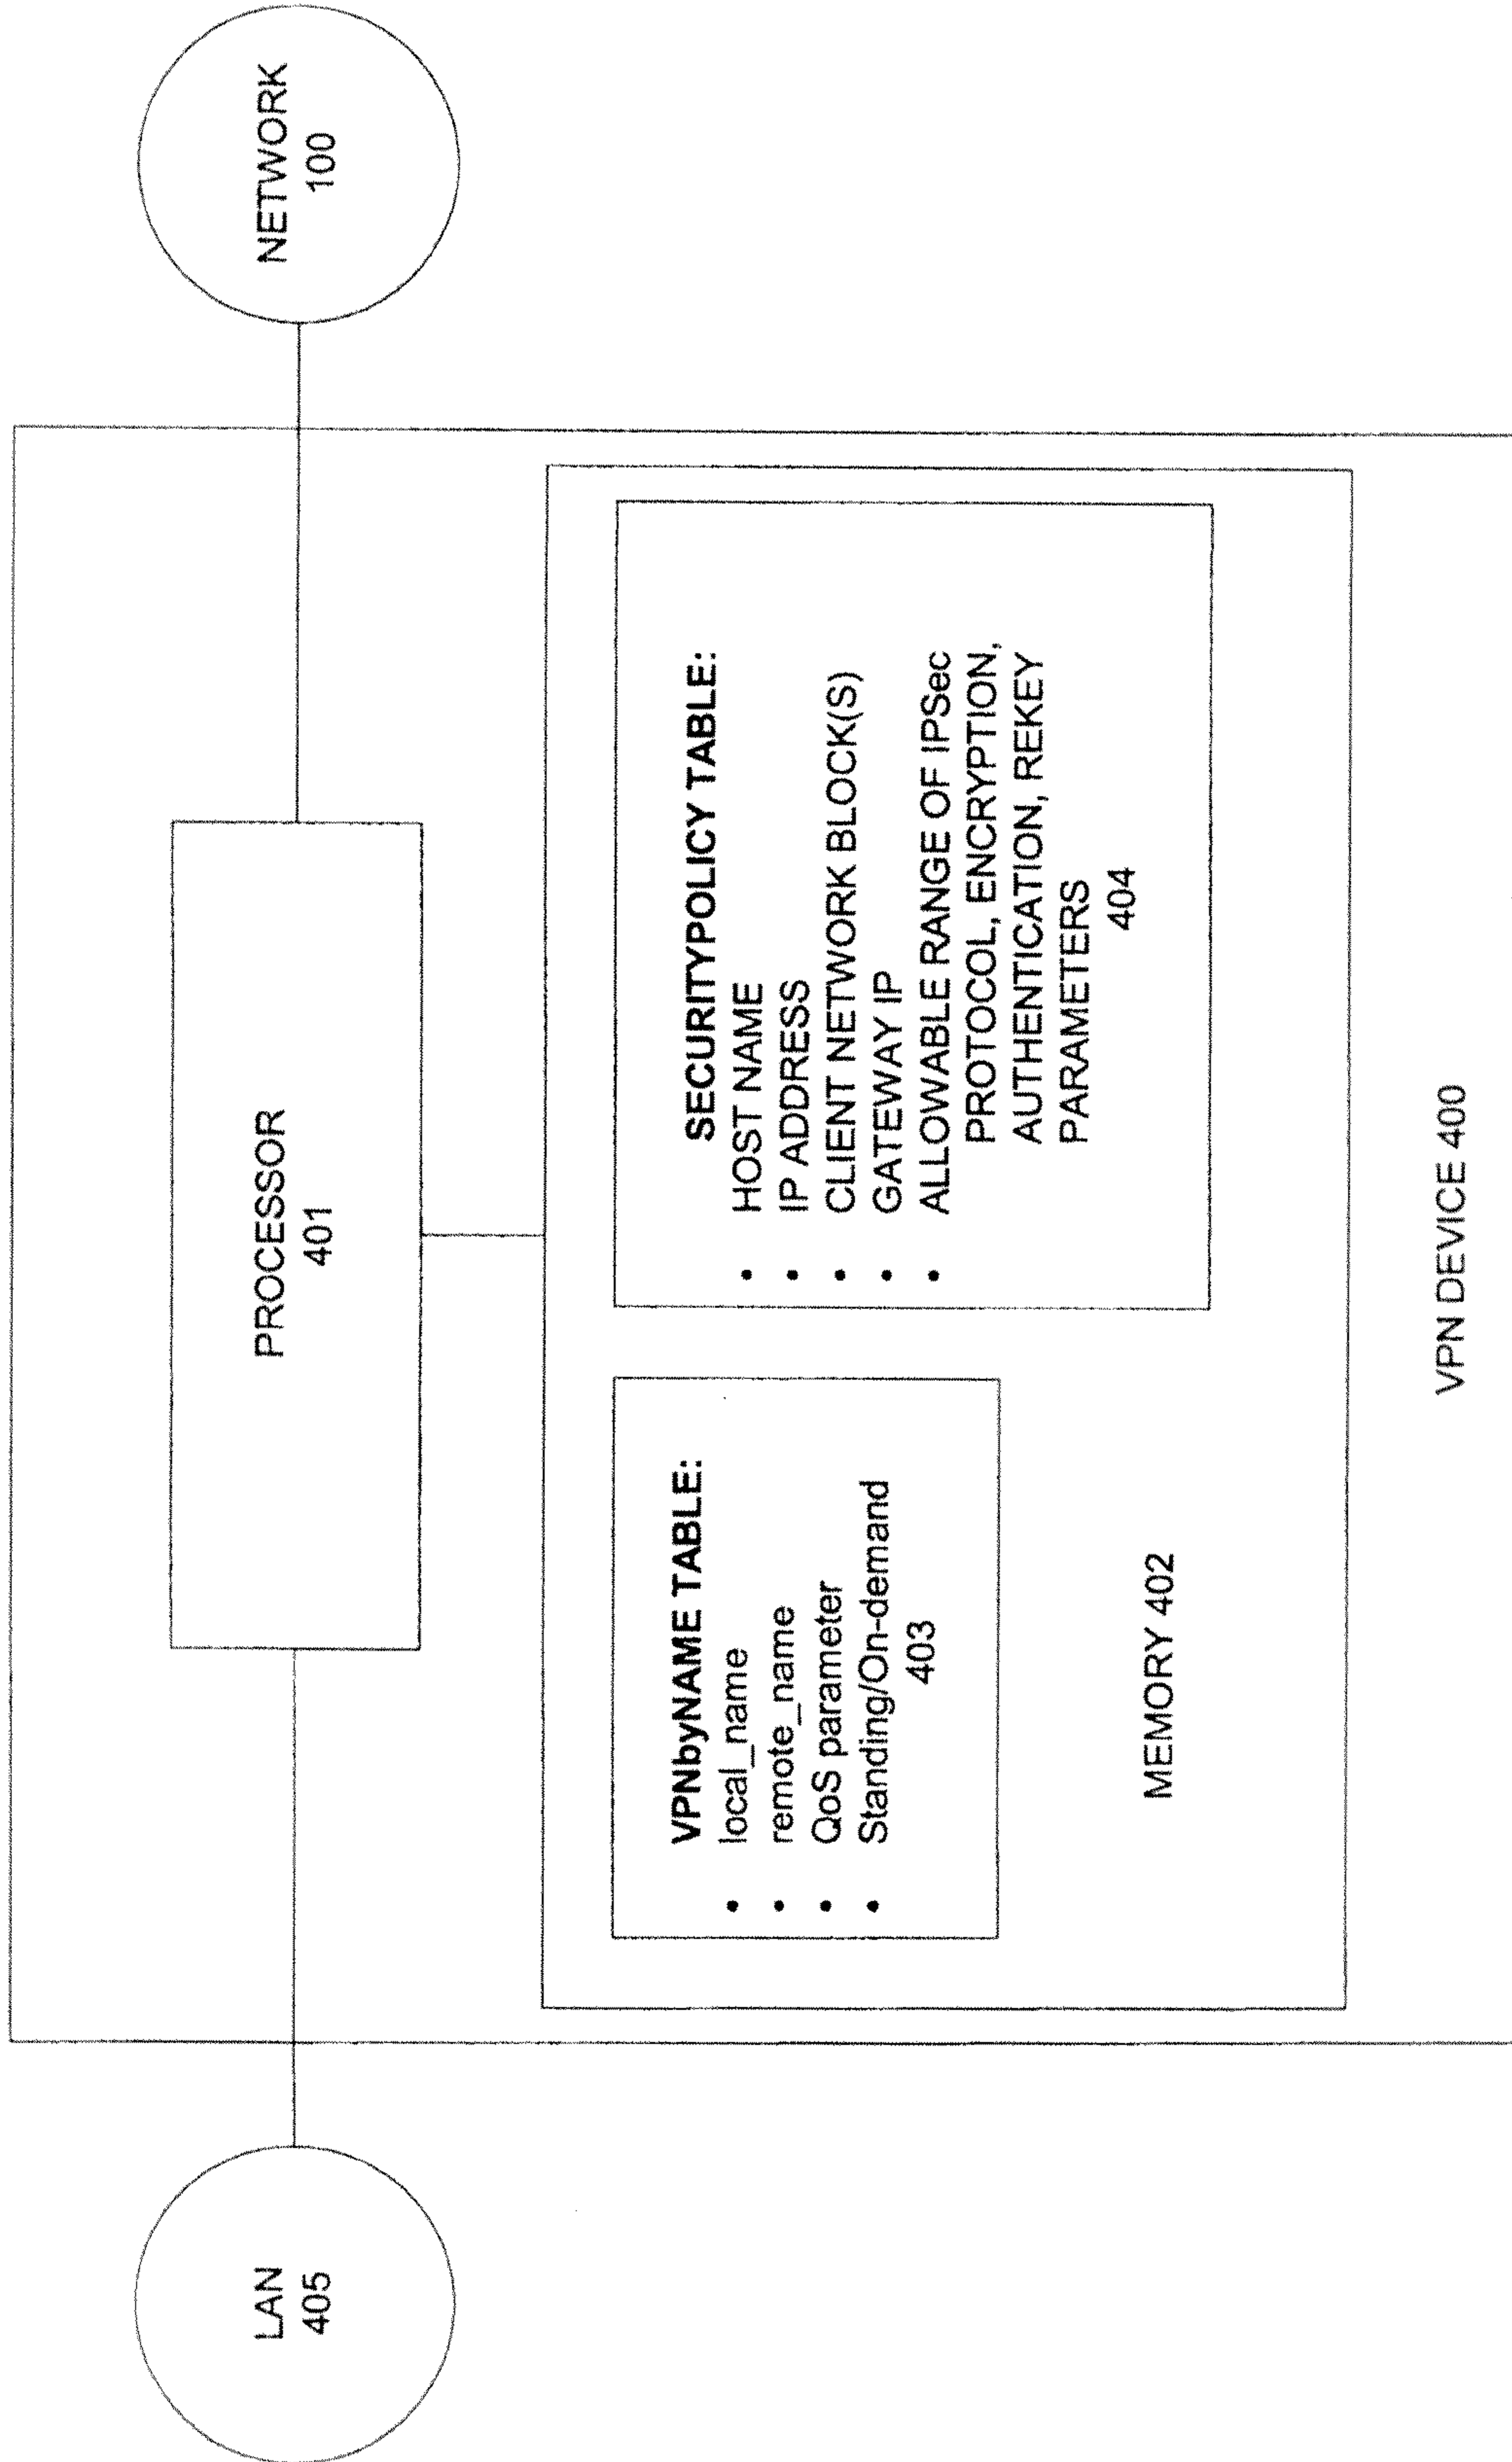 LAN
405
PROCESSOR
401
NETWORK
100
VPNbyNAME TABLE:
• local_name
• remote_name
• QoS parameter
• Standing/On-demand
403
SECURITYPOLICY TABLE:
• HOST NAME
• IP ADDRESS
• CLIENT NETWORK BLOCK(S)
• GATEWAY IP
• ALLOWABLE RANGE OF IPSec
PROTOCOL, ENCRYPTION,
AUTHENTICATION, REKEY
PARAMETERS
404
MEMORY 402
VPN DEVICE 400